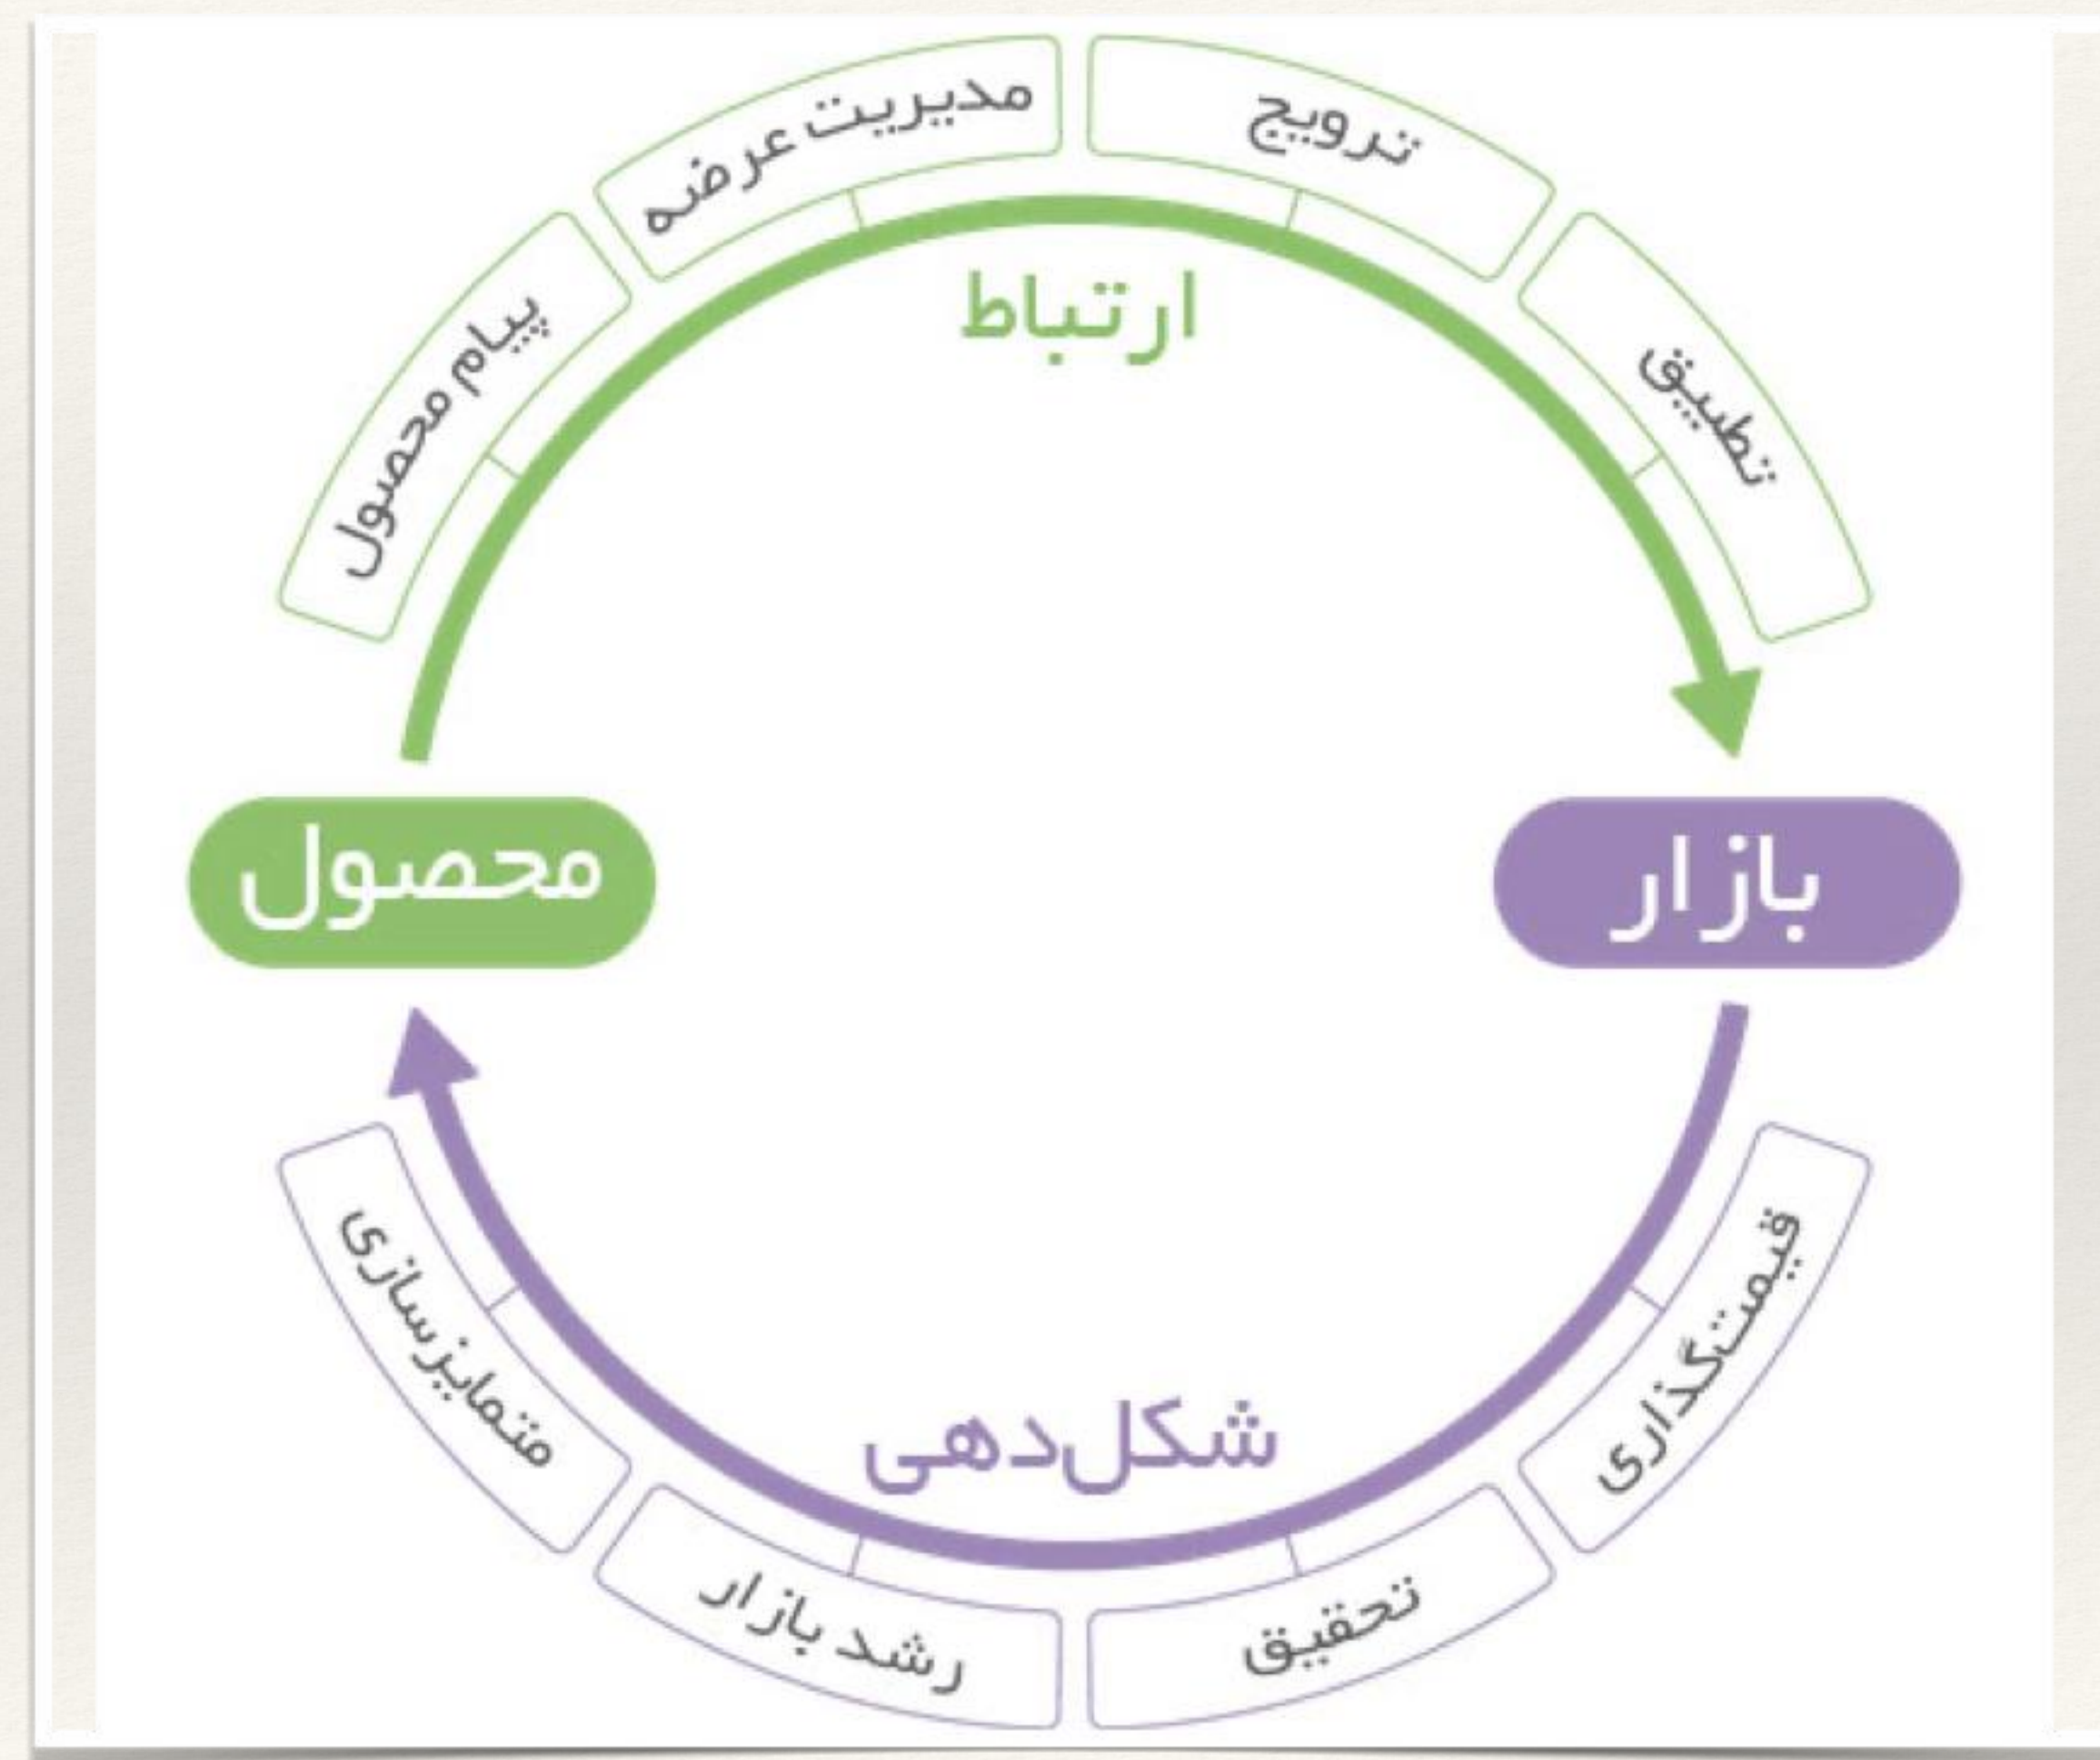 مدیریت عرضه
ترویج
پیام محصول
تطبیق
ارتباط
محصول
بازار
شکل‌دهی
قیمت‌گذاری
تحقیق
رشد بازار
متمایزسازی